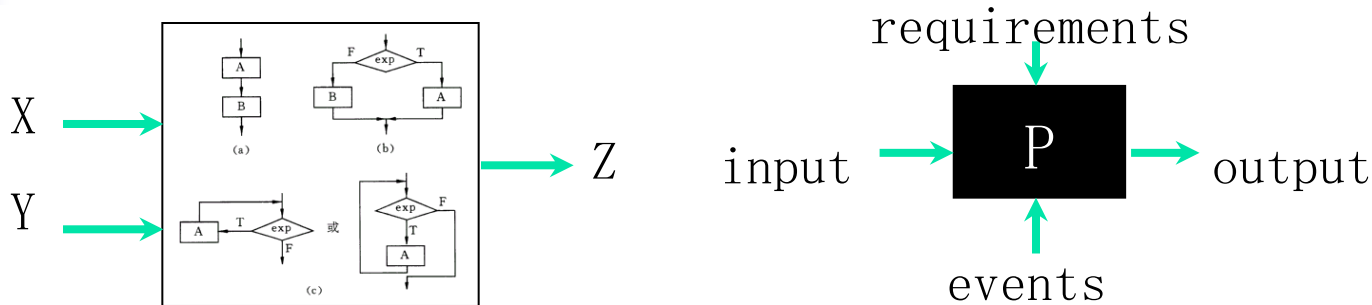 X
Y
A
B
(a)
F
T
exp
B
A
(b)
A
T
exp
F
或
exp
F
T
A
(c)
Z
requirements
input
P
output
events